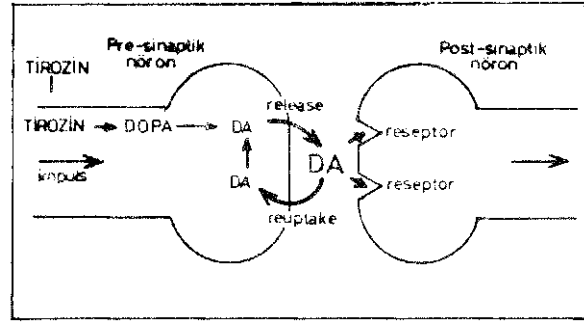 Pre-sinaptik
nöron
Post-sinaptik
nöron
TİROZİN
TİROZİN
DOPA
DA
release
DA
reseptor
impuls
DA
reseptor
reuptake